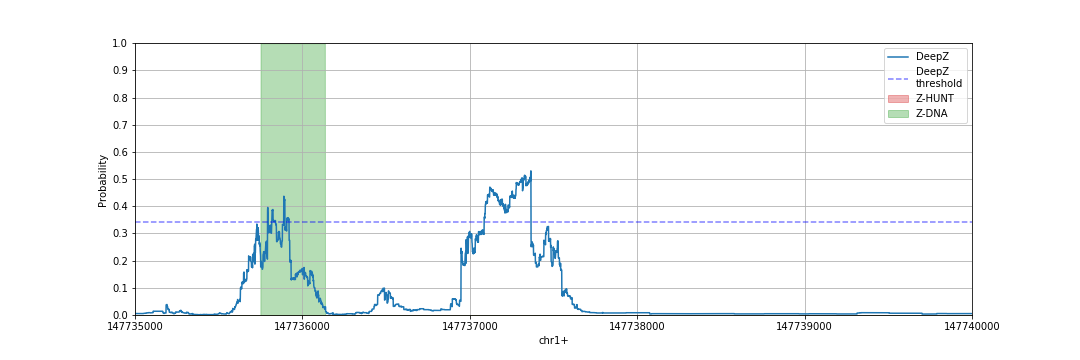 1.0
0.9
0.8
0.7
0.6
0.5
0.4
0.3
0.2
0.1
0.0
Probability
147735000
147736000
147737000
147738000
147739000
147740000
chr1+
DeepZ
DeepZ
threshold
Z-HUNT
Z-DNA